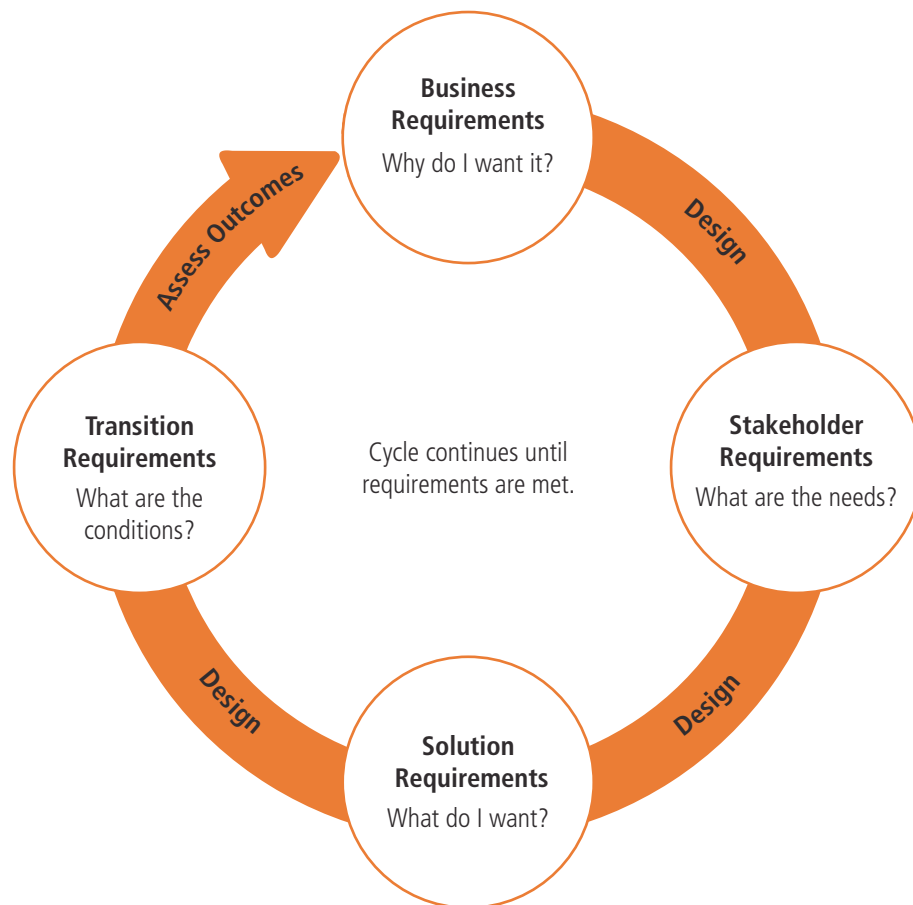 Business
Requirements
Why do I want it?
Design
Stakeholder
Requirements
What are the needs?
Design
Solution
Requirements
What do I want?
Design
Transition
Requirements
What are the
conditions?
Assess Outcomes
Cycle continues until
requirements are met.